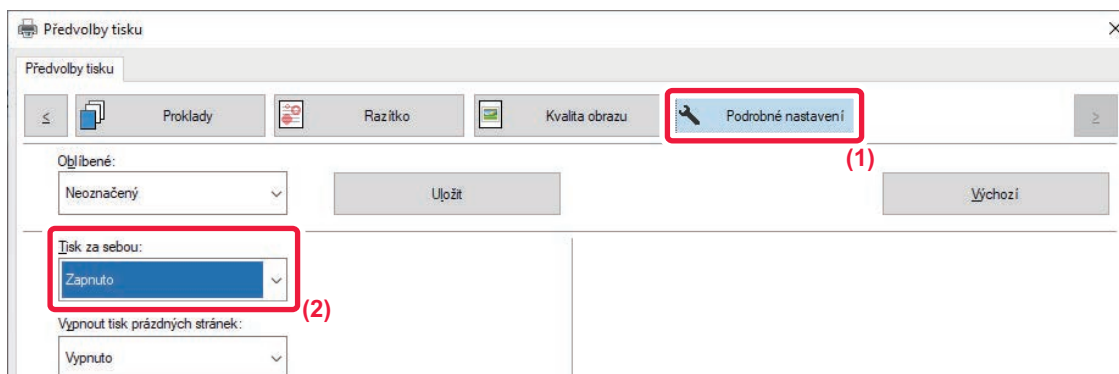 Předvolby tisku
Předvolby tisku
≤ Proklady Razítko Kvalita obrazu Podrobné nastavení ≥
(1)
Oblíbené:
Neoznačený Uložit Výchozí
Tisk za sebou:
Zapnuto
(2)
Vypnout tisk prázdných stránek:
Vypnuto